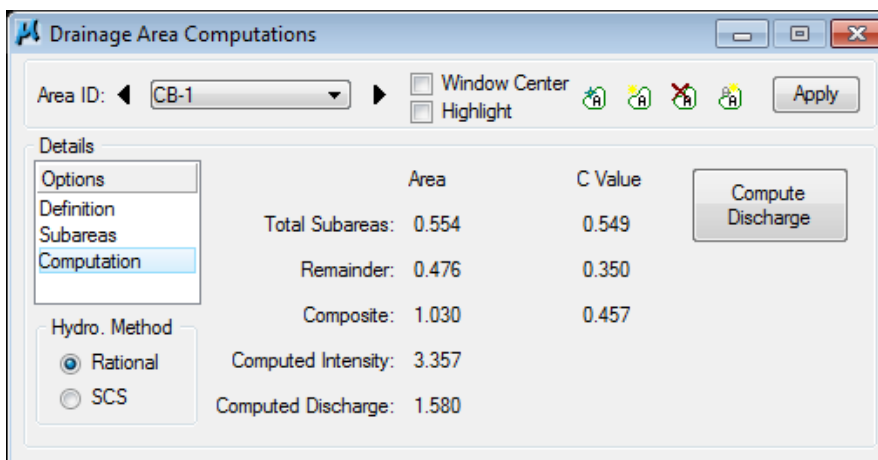 Drainage Area Computations
Area ID: CB-1 Window Center Apply
Highlight
Details
Options Area C Value Compute Discharge
Definition
Subareas Total Subareas: 0.554 0.549
Computation Remainder: 0.476 0.350
Composite: 1.030 0.457
Hydro. Method
Rational Computed Intensity: 3.357
SCS Computed Discharge: 1.580